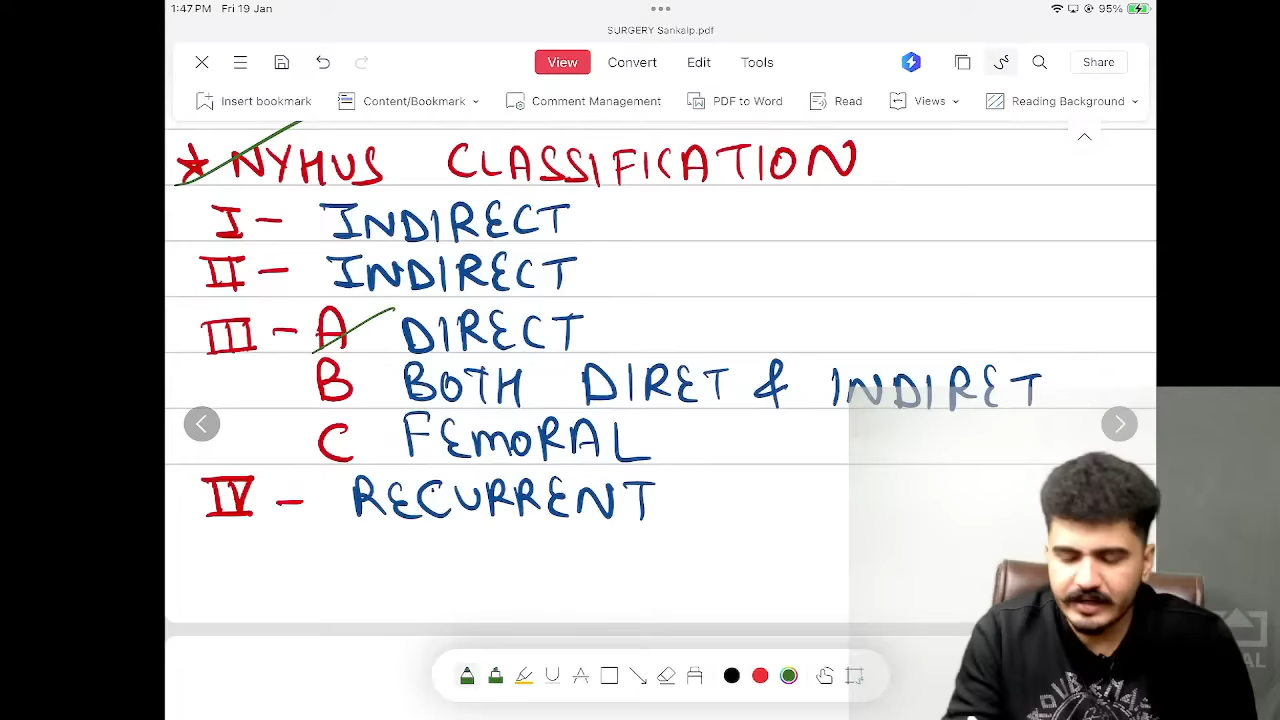 1:47PM Fri 19 Jan
95%
SURGERY Sankalp.pdf
View Convert Edit Tools Share
Insert bookmark Content/Bookmark Comment Management PDF to Word Read Views Reading Background
★ NYHUS CLASSIFICATION
I - INDIRECT
II - INDIRECT
III - A DIRECT
B BOTH DIRET & INDIRET
C FEMORAL
IV - RECURRENT